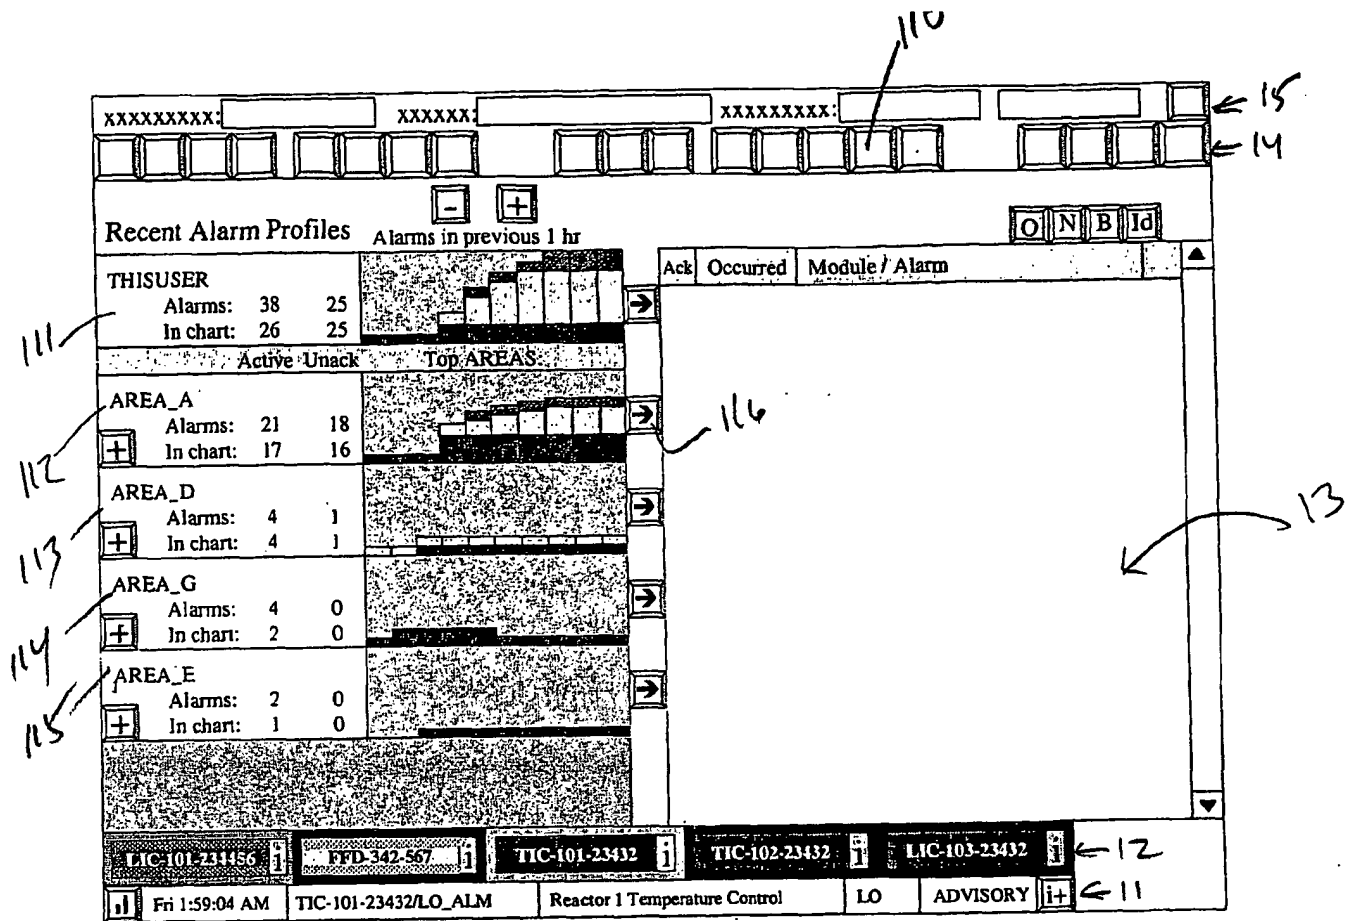 110
xxxxxxxxx: xxxxxx: xxxxxxxxx: 15
14
- +
Recent Alarm Profiles Alarms in previous 1 hr O N B Id
Ack Occurred Module / Alarm
THISUSER
Alarms: 38 25
In chart: 26 25
111
Active Unack Top AREAS
AREA_A
Alarms: 21 18
+ In chart: 17 16
112
116
AREA_D
Alarms: 4 1
+ In chart: 4 1
113
13
AREA_G
Alarms: 4 0
+ In chart: 2 0
114
AREA_E
Alarms: 2 0
+ In chart: 1 0
115
LIC-101-234456 i FFD-342-567 i TIC-101-23432 i TIC-102-23432 i LIC-103-23432 i 12
Fri 1:59:04 AM TIC-101-23432/LO_ALM Reactor 1 Temperature Control LO ADVISORY i+ 11